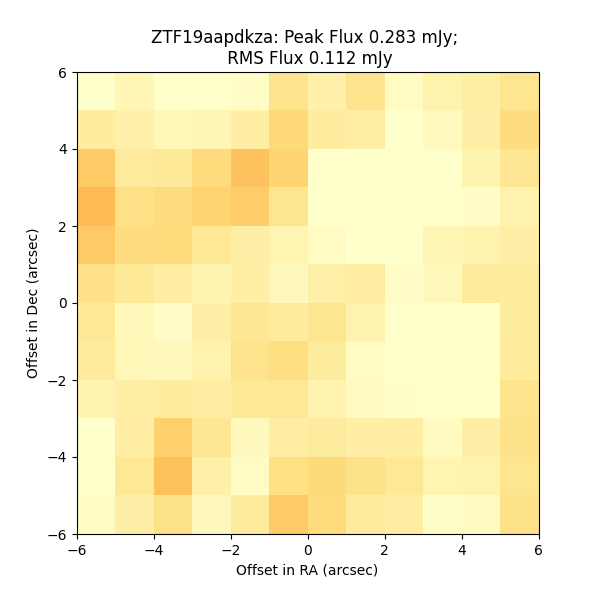 ZTF19aapdkza: Peak Flux 0.283 mJy;
RMS Flux 0.112 mJy
6
4
2
0
−2
−4
−6
Offset in Dec (arcsec)
−6 −4 −2 0 2 4 6
Offset in RA (arcsec)